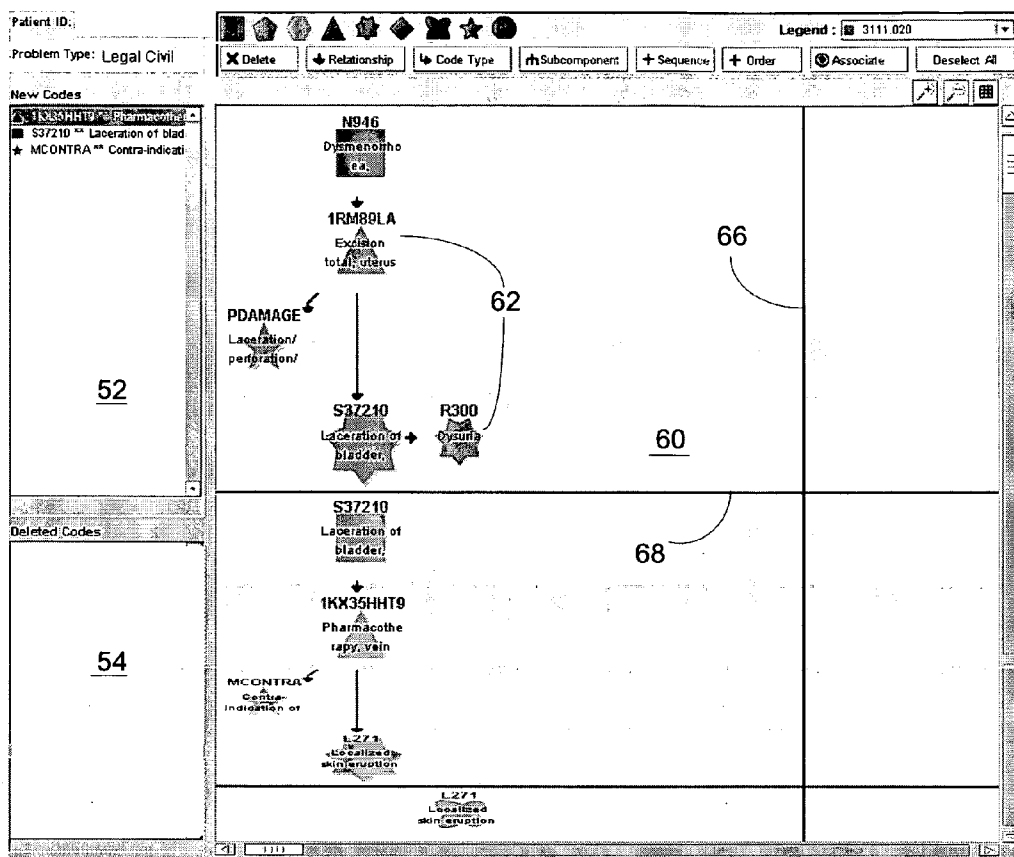 Patient ID:
Problem Type: Legal Civil
Legend : 3111.020
Delete
Relationship
Code Type
Subcomponent
Sequence
Order
Associate
Deselect All
New Codes
Pharmacothe
S37210 ** Laceration of blad
MCONTRA ** Contra-indicati
52
Deleted Codes
54
N946
Dysmenorrho
ea,
1RM89LA
Excision
total, uterus
62
66
PDAMAGE
Laceration/
perforation/
S37210
Laceration of
bladder,
R300
Dysuria
60
S37210
Laceration of
bladder,
68
1KX35HHT9
Pharmacothe
rapy, vein
MCONTRA
Contra-
indication of
L271
Localized
skin eruption
L271
Localized
skin eruption